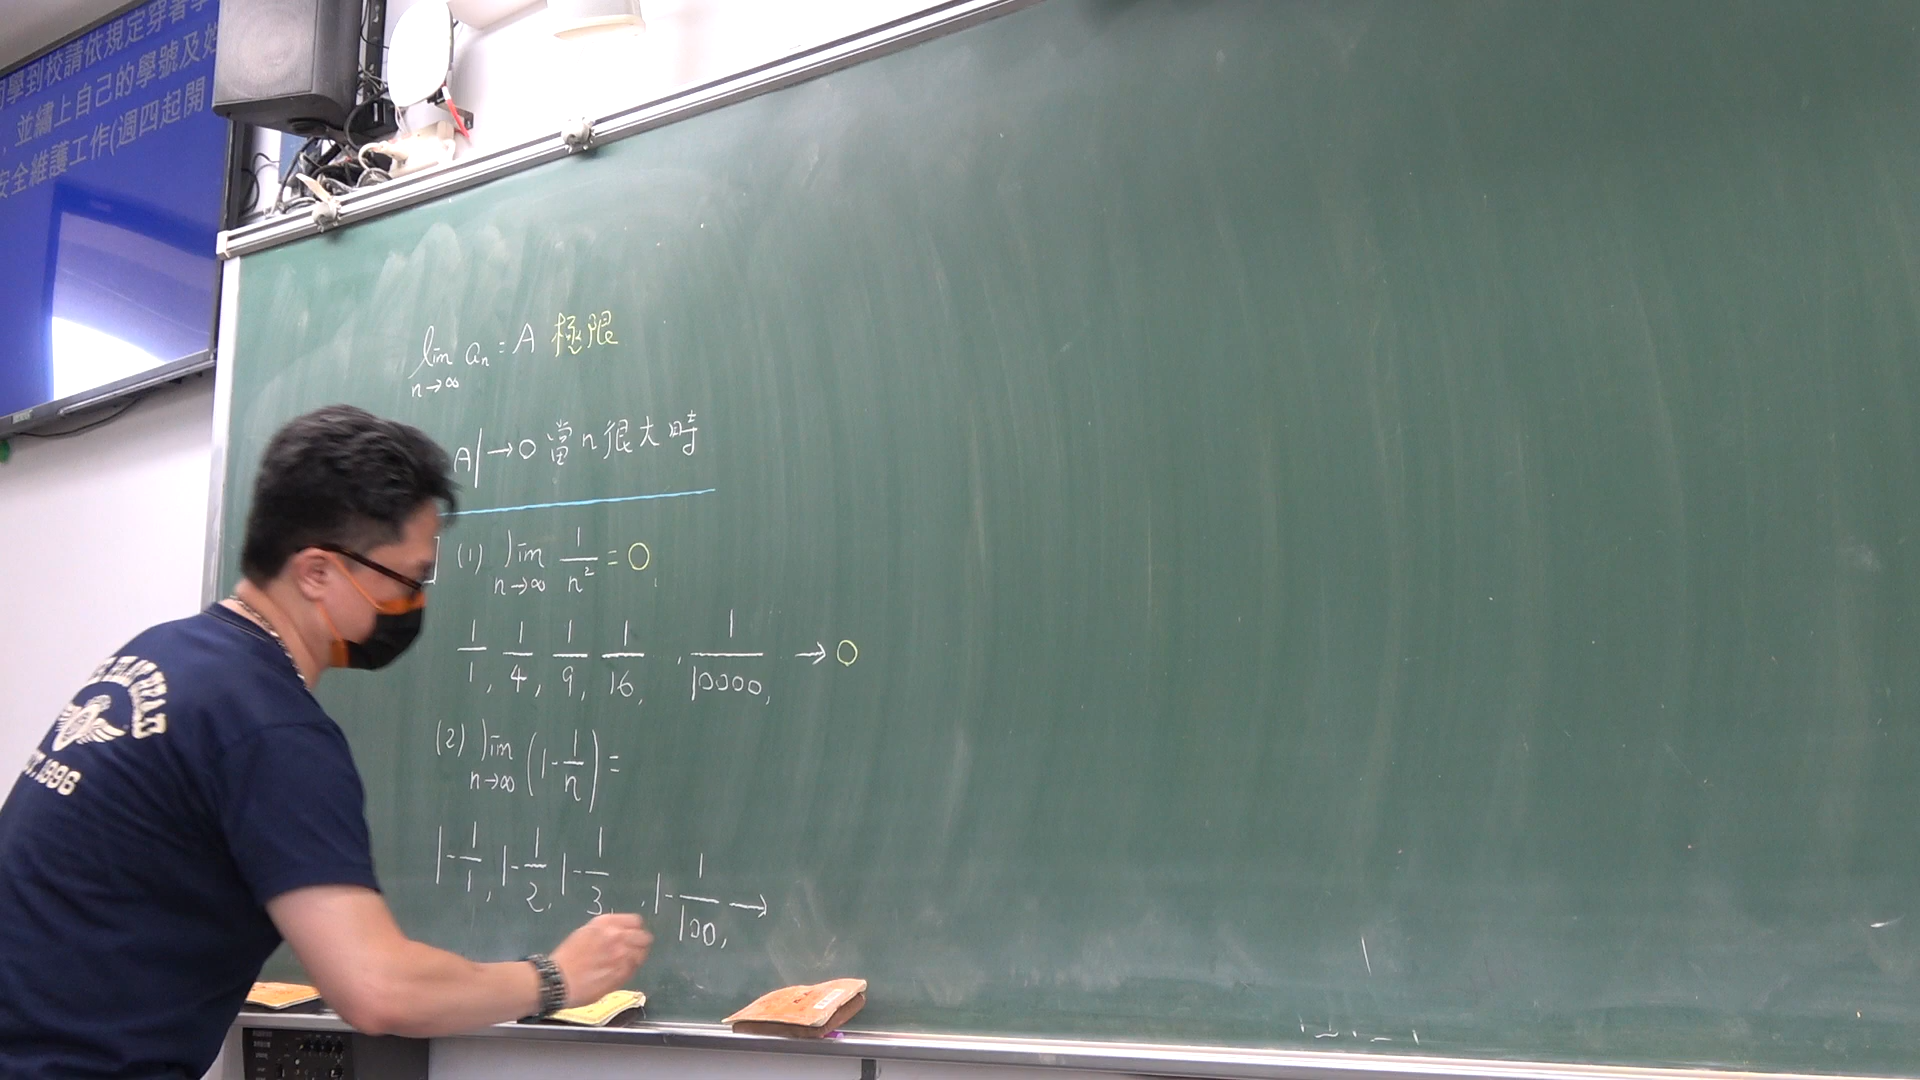 學到校請依規定穿著
，並繡上自己的學號及姓
安全維護工作(週四起開
lim aₙ = A 極限
n→∞
A|→0 當n很大時
(1) lim 1/n² = 0
n→∞
1/1, 1/4, 1/9, 1/16, , 1/10000, → 0
(2) lim (1-1/n) =
n→∞
1-1/1, 1-1/2, 1-1/3, , 1-1/100, →
1996